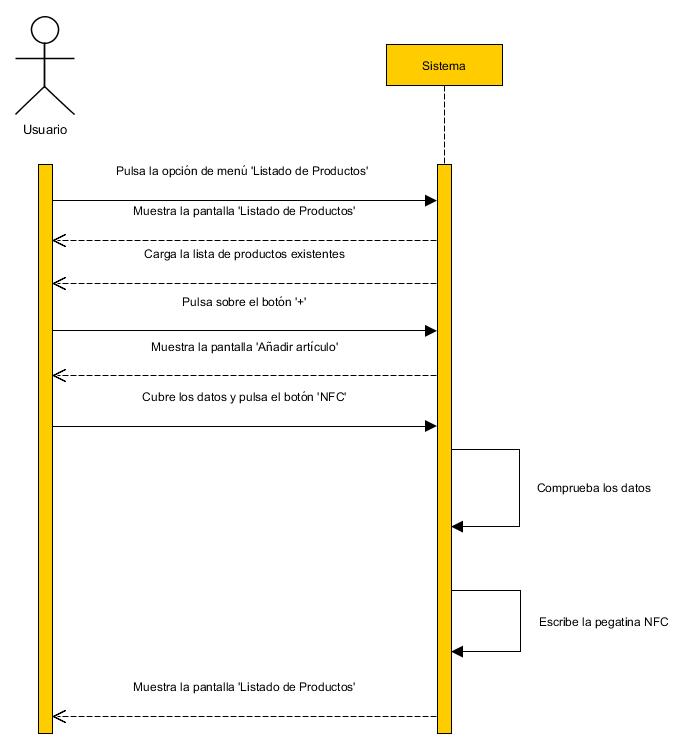 Usuario
Sistema
Pulsa la opción de menú 'Listado de Productos'
Muestra la pantalla 'Listado de Productos'
Carga la lista de productos existentes
Pulsa sobre el botón '+'
Muestra la pantalla 'Añadir artículo'
Cubre los datos y pulsa el botón 'NFC'
Comprueba los datos
Escribe la pegatina NFC
Muestra la pantalla 'Listado de Productos'